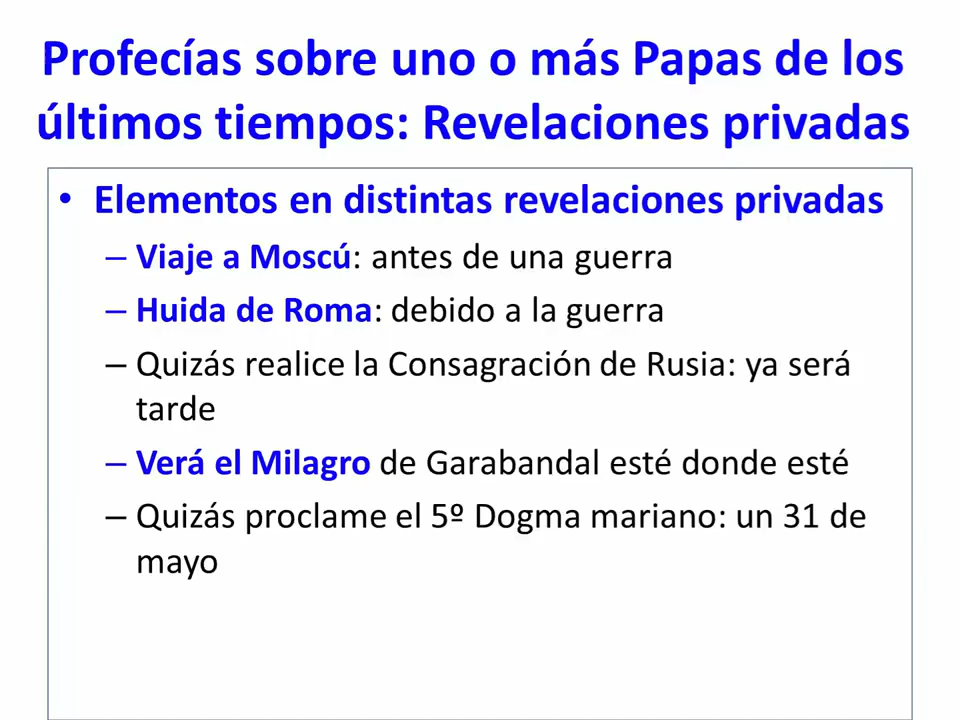 Profecías sobre uno o más Papas de los
últimos tiempos: Revelaciones privadas
• Elementos en distintas revelaciones privadas
– Viaje a Moscú: antes de una guerra
– Huida de Roma: debido a la guerra
– Quizás realice la Consagración de Rusia: ya será
tarde
– Verá el Milagro de Garabandal esté donde esté
– Quizás proclame el 5º Dogma mariano: un 31 de
mayo